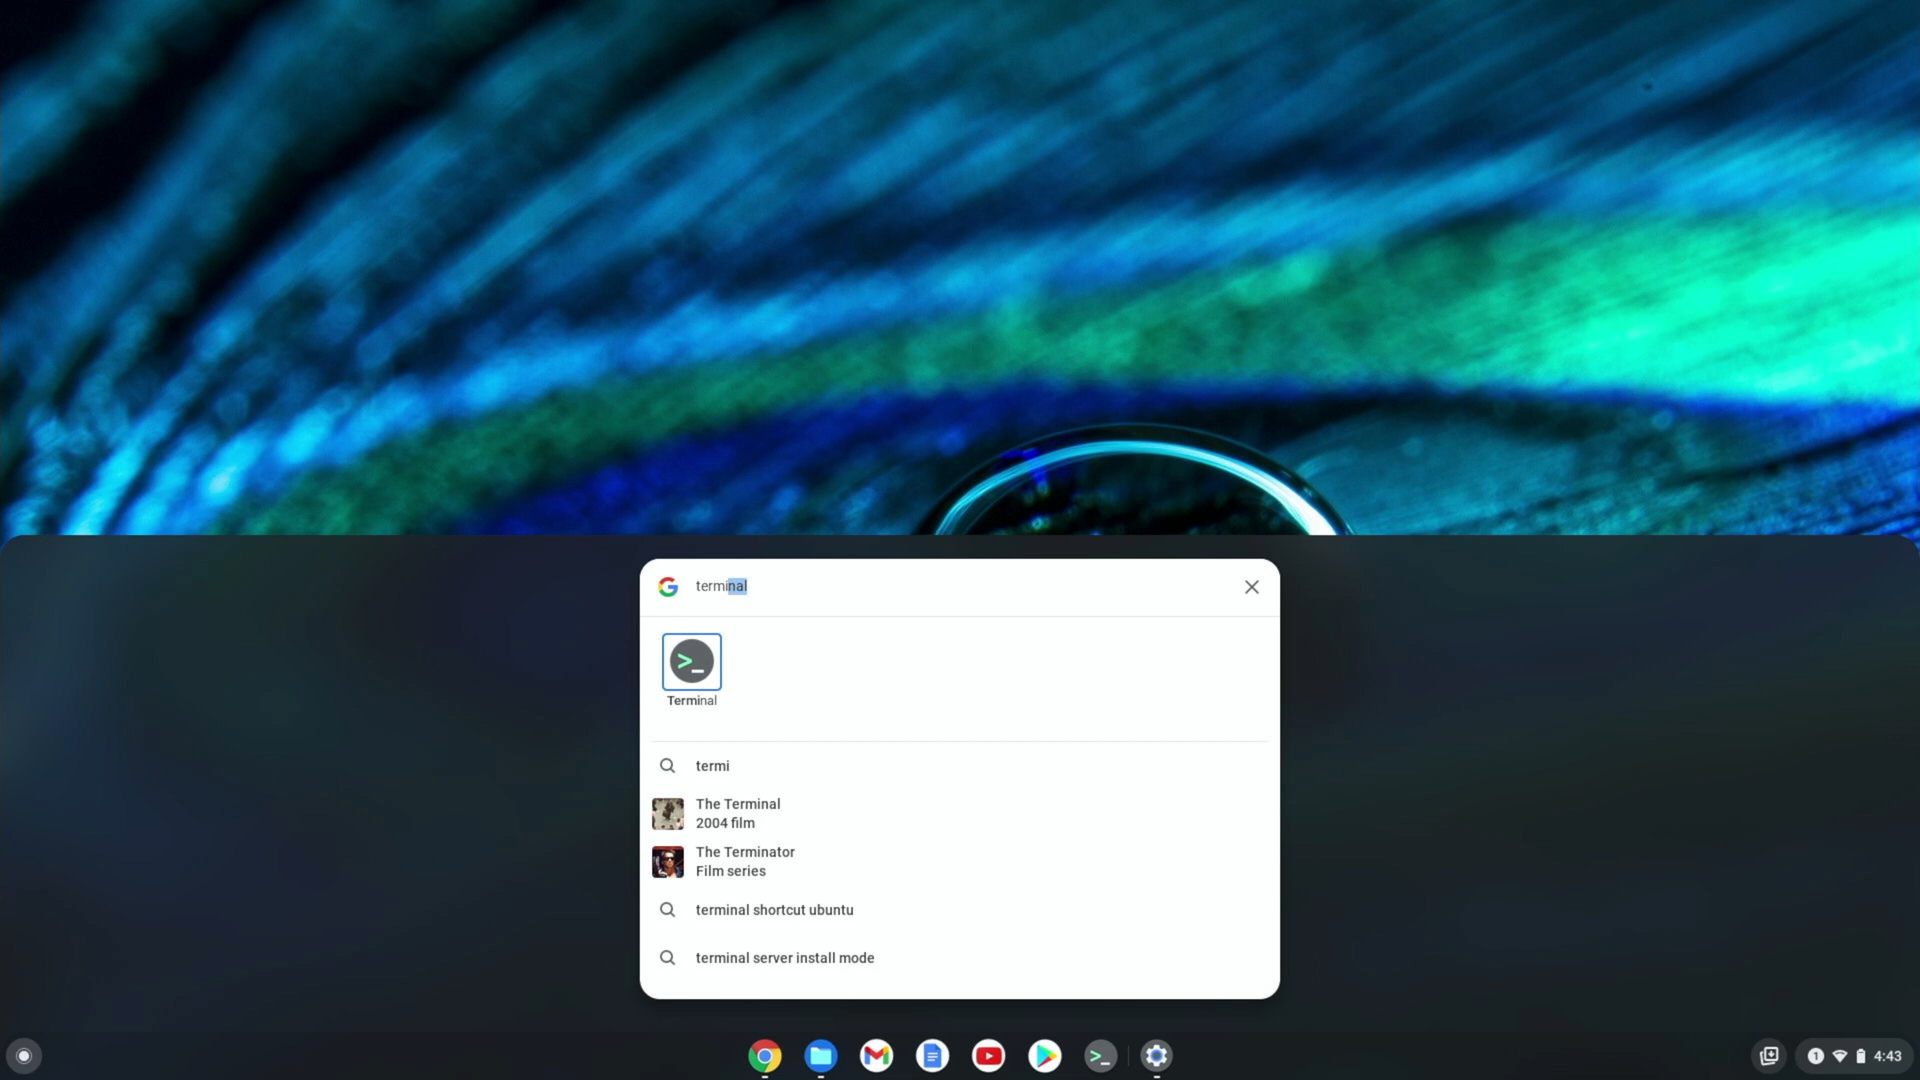 terminal
Terminal
termi
The Terminal
2004 film
The Terminator
Film series
terminal shortcut ubuntu
terminal server install mode
1 4:43